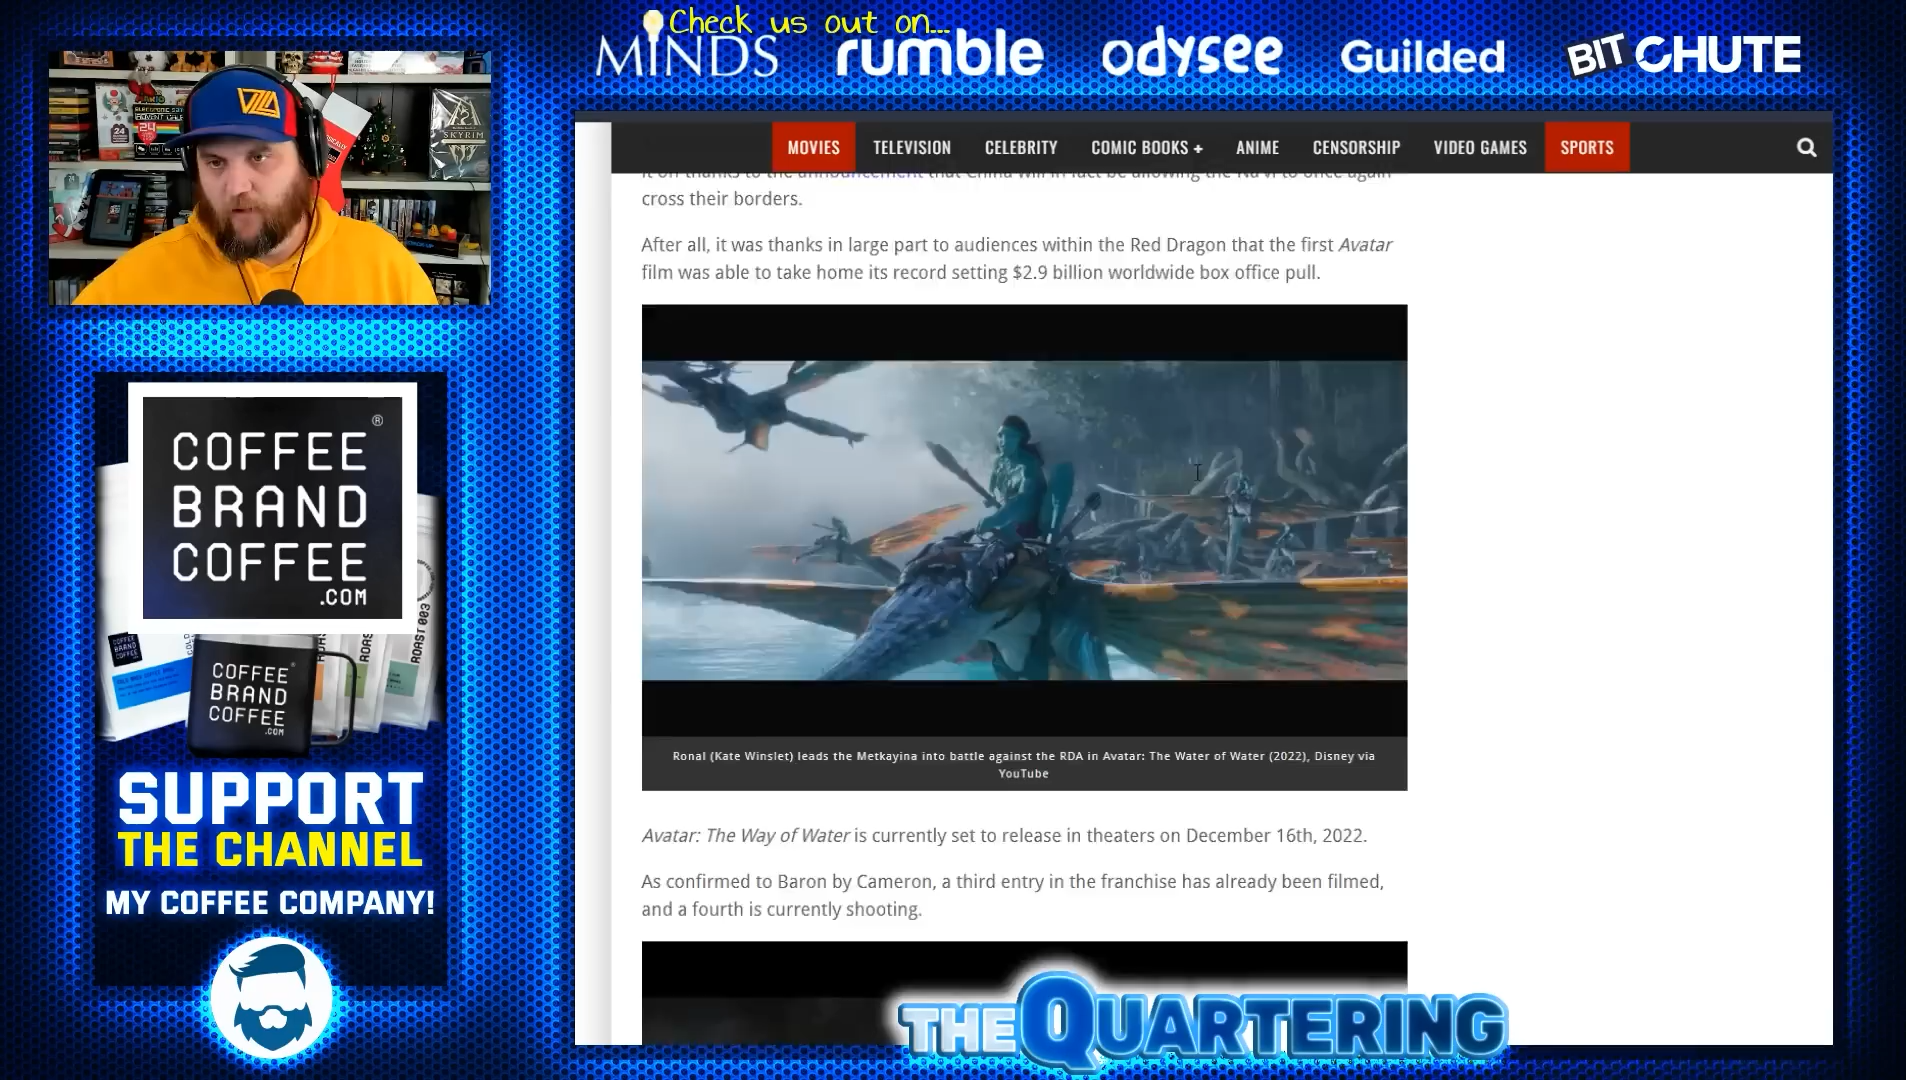 Check us out on...
MINDS
rumble
odysee
Guilded
BITCHUTE
MOVIES
TELEVISION
CELEBRITY
COMIC BOOKS +
ANIME
CENSORSHIP
VIDEO GAMES
SPORTS
cross their borders.
After all, it was thanks in large part to audiences within the Red Dragon that the first Avatar
film was able to take home its record setting $2.9 billion worldwide box office pull.
Ronal (Kate Winslet) leads the Metkayina into battle against the RDA in Avatar: The Water of Water (2022), Disney via
YouTube
Avatar: The Way of Water is currently set to release in theaters on December 16th, 2022.
As confirmed to Baron by Cameron, a third entry in the franchise has already been filmed,
and a fourth is currently shooting.
SKYRIM
COFFEE®
BRAND
COFFEE
.COM
ROAST 003
COFFEE®
BRAND
COFFEE
.COM
SUPPORT
THE CHANNEL
MY COFFEE COMPANY!
THE QUARTERING